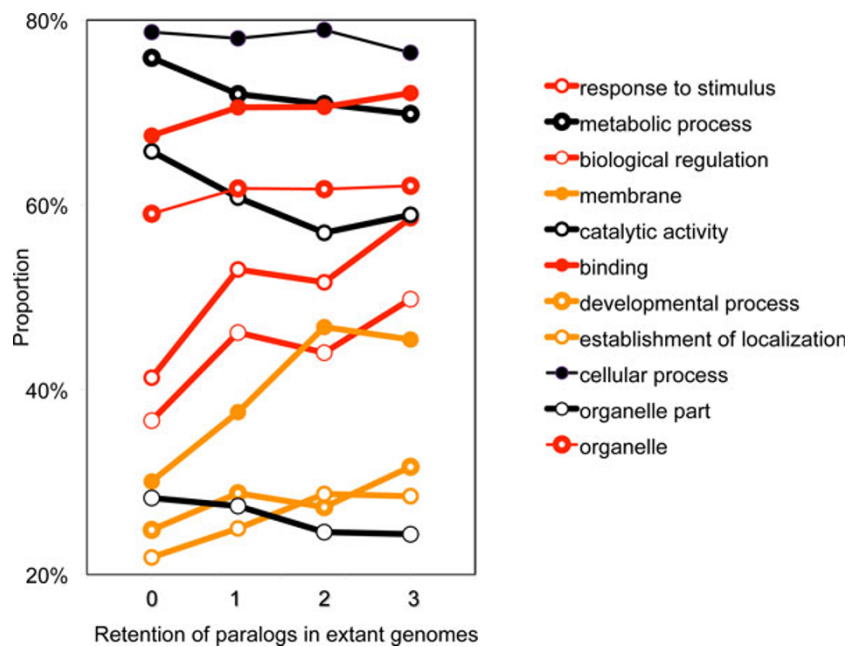 80%
60%
40%
20%
Proportion
0 1 2 3
Retention of paralogs in extant genomes
response to stimulus
metabolic process
biological regulation
membrane
catalytic activity
binding
developmental process
establishment of localization
cellular process
organelle part
organelle